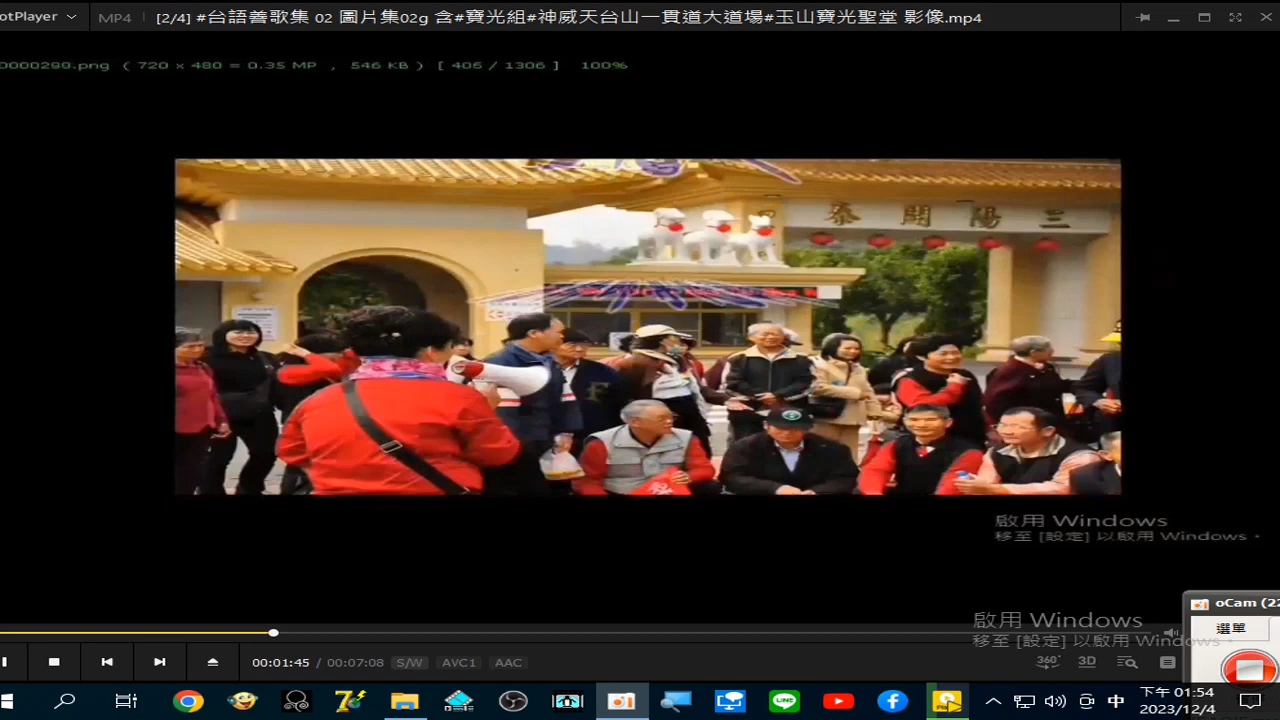 otPlayer MP4 [2/4] #台語善歌集 02 圖片集02g 含#寶光組#神威天台山一貫道大道場#玉山寶光聖堂 影像.mp4
0000290.png ( 720 x 480 = 0.35 MP , 546 KB ) [ 405 / 1306 ] 100%
泰開陽三
F
啟用 Windows
移至 [設定] 以啟用 Windows。
oCam (22
啟用 Windows
移至 [設定] 以啟用 Windows。
選單
00:01:45 / 00:07:08 S/W AVC1 AAC
360° 3D
中
下午 01:54
2023/12/4